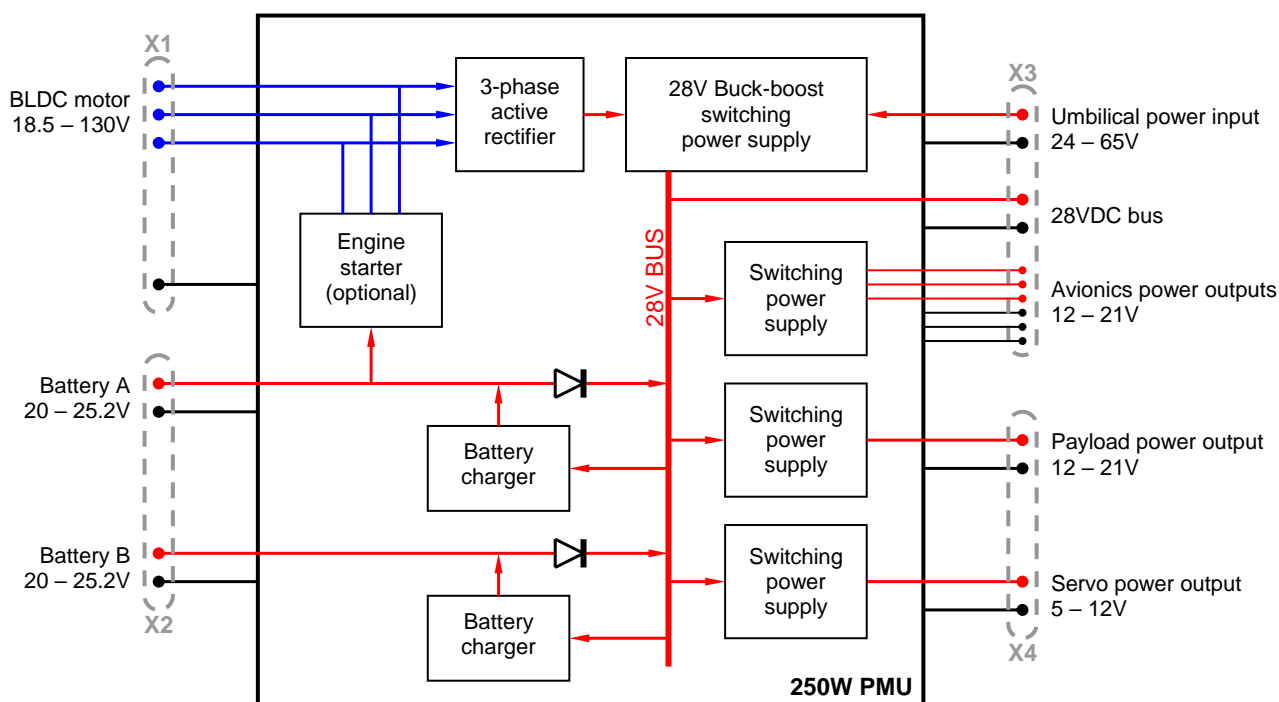 X1
BLDC motor
18.5 – 130V
3-phase
active
rectifier
28V Buck-boost
switching
power supply
X3
Umbilical power input
24 – 65V
28VDC bus
Engine
starter
(optional)
28V BUS
Switching
power
supply
Avionics power outputs
12 – 21V
Battery A
20 – 25.2V
Battery
charger
Switching
power
supply
Payload power output
12 – 21V
Battery B
20 – 25.2V
X2
Battery
charger
Switching
power
supply
Servo power output
5 – 12V
X4
250W PMU